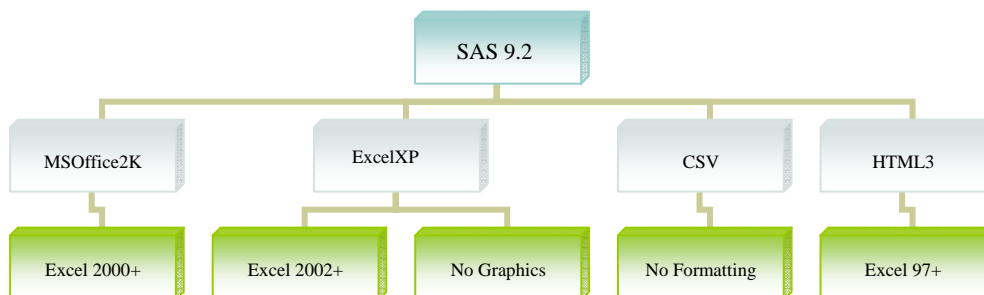 SAS 9.2
MSOffice2K
ExcelXP
CSV
HTML3
Excel 2000+
Excel 2002+
No Graphics
No Formatting
Excel 97+